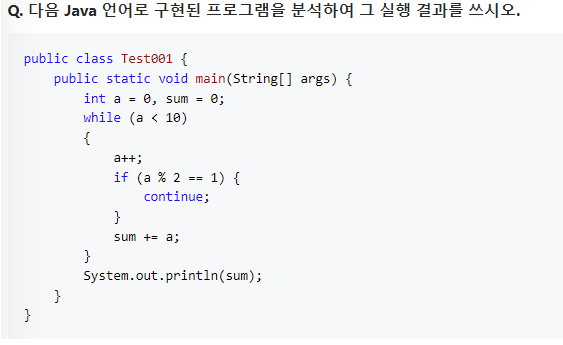 Q. 다음 Java 언어로 구현된 프로그램을 분석하여 그 실행 결과를 쓰시오.
public class Test001 {
    public static void main(String[] args) {
        int a = 0, sum = 0;
        while (a < 10)
        {
            a++;
            if (a % 2 == 1) {
                continue;
            }
            sum += a;
        }
        System.out.println(sum);
    }
}